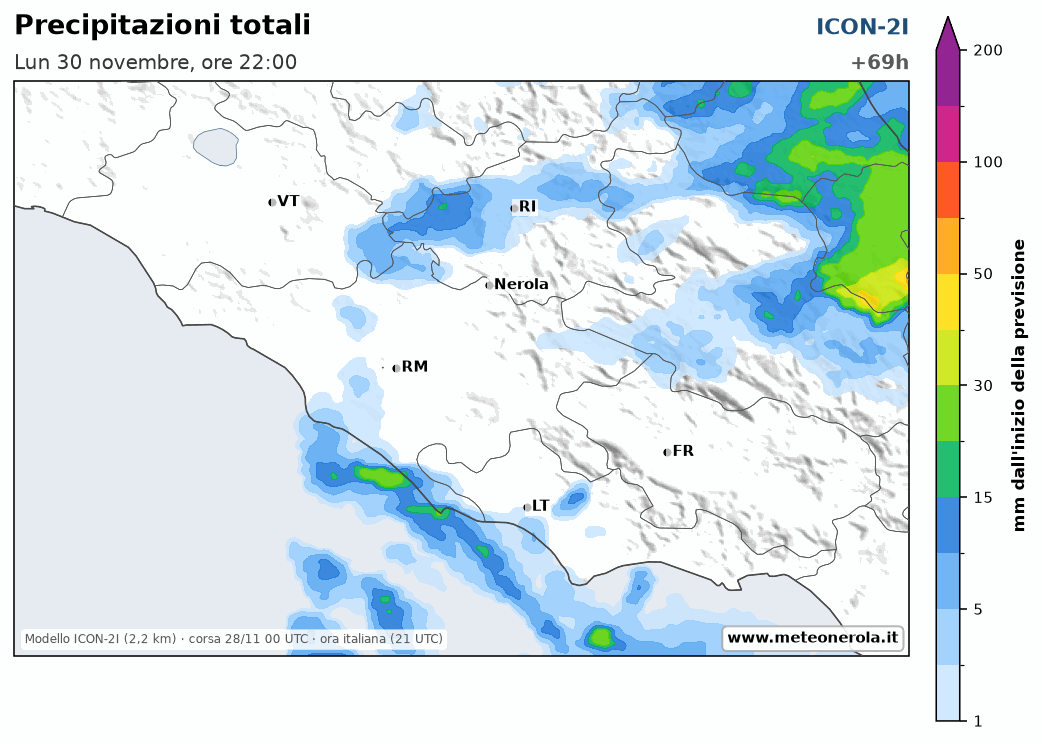 Precipitazioni totali
ICON-2I
Lun 30 novembre, ore 22:00
+69h
200
100
50
30
15
5
1
mm dall'inizio della previsione
VT
RI
Nerola
RM
FR
LT
Modello ICON-2I (2,2 km) · corsa 28/11 00 UTC · ora italiana (21 UTC)
www.meteonerola.it